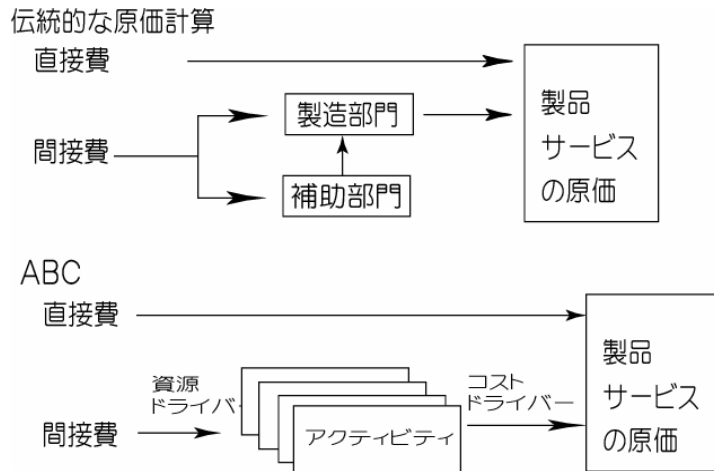 伝統的な原価計算
直接費
間接費
製造部門
補助部門
製品
サービス
の原価
ABC
直接費
間接費
資源
ドライバー
アクティビティ
コスト
ドライバー
製品
サービス
の原価